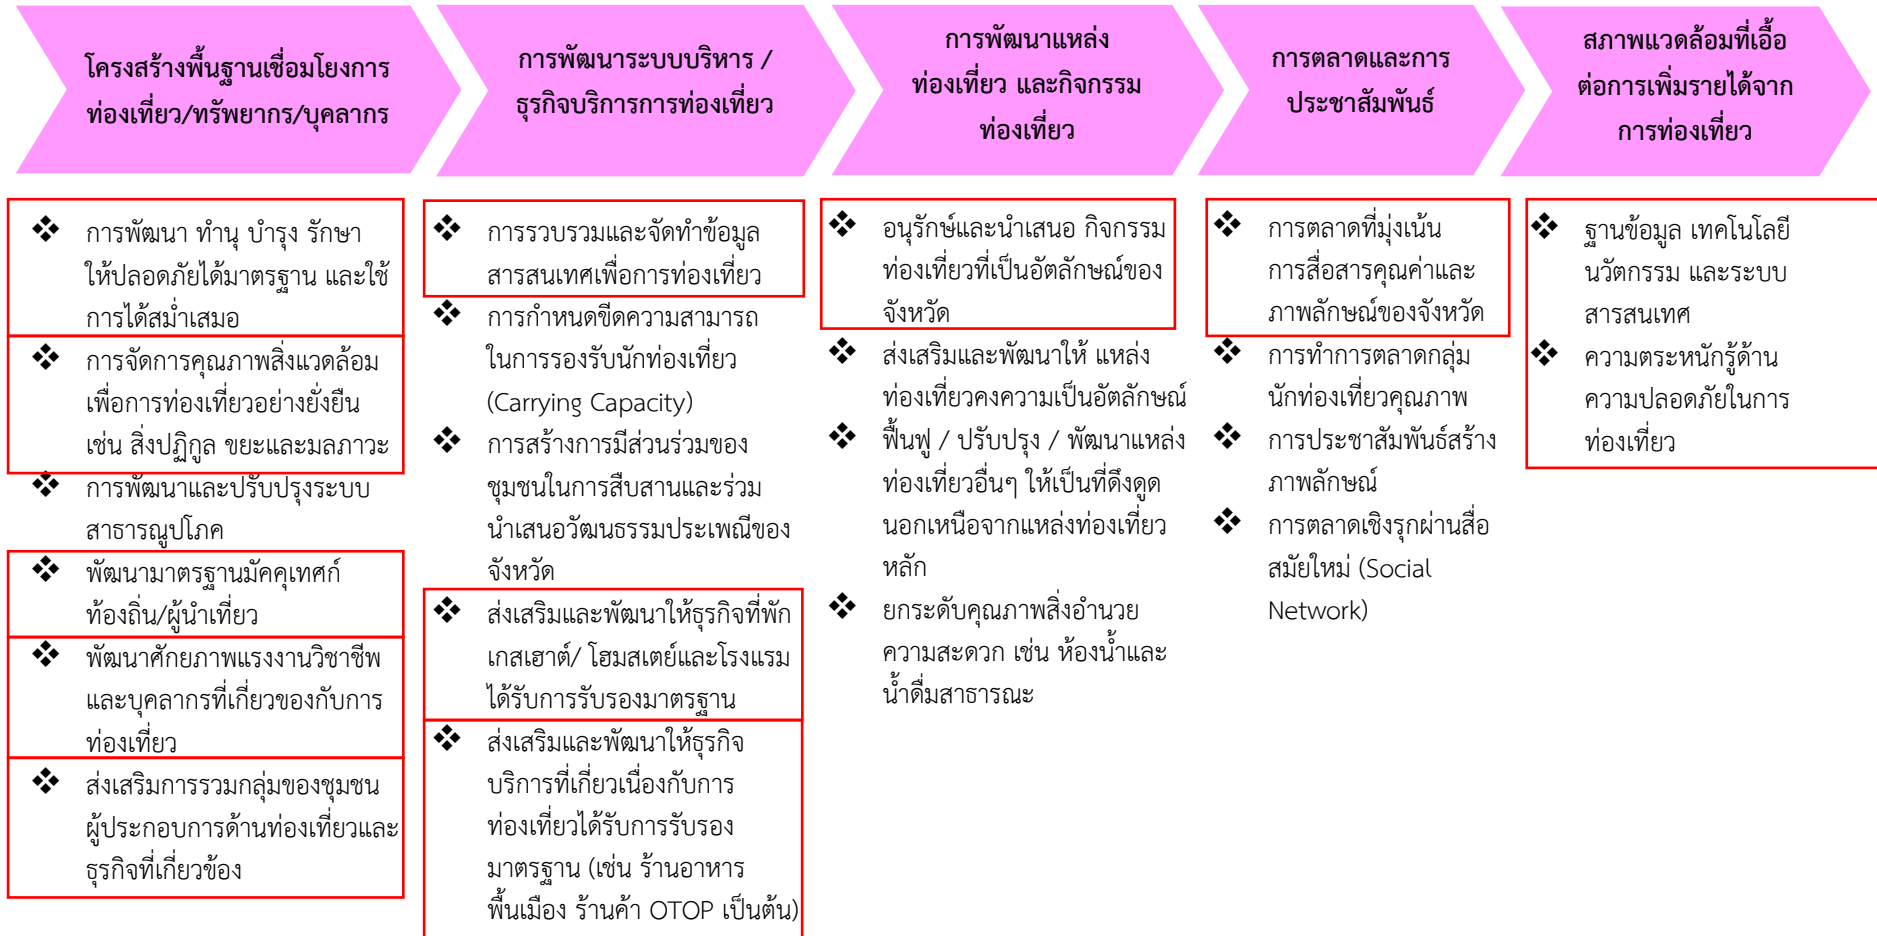 โครงสร้างพื้นฐานเชื่อมโยงการ
ท่องเที่ยว/ทรัพยากร/บุคลากร
การพัฒนาระบบบริหาร /
ธุรกิจบริการการท่องเที่ยว
การพัฒนาแหล่ง
ท่องเที่ยว และกิจกรรม
ท่องเที่ยว
การตลาดและการ
ประชาสัมพันธ์
สภาพแวดล้อมที่เอื้อ
ต่อการเพิ่มรายได้จาก
การท่องเที่ยว
❖ การพัฒนา ทำนุ บำรุง รักษา
ให้ปลอดภัยได้มาตรฐาน และใช้
การได้สม่ำเสมอ
❖ การจัดการคุณภาพสิ่งแวดล้อม
เพื่อการท่องเที่ยวอย่างยั่งยืน
เช่น สิ่งปฏิกูล ขยะและมลภาวะ
❖ การพัฒนาและปรับปรุงระบบ
สาธารณูปโภค
❖ พัฒนามาตรฐานมัคคุเทศก์
ท้องถิ่น/ผู้นำเที่ยว
❖ พัฒนาศักยภาพแรงงานวิชาชีพ
และบุคลากรที่เกี่ยวของกับการ
ท่องเที่ยว
❖ ส่งเสริมการรวมกลุ่มของชุมชน
ผู้ประกอบการด้านท่องเที่ยวและ
ธุรกิจที่เกี่ยวข้อง
❖ การรวบรวมและจัดทำข้อมูล
สารสนเทศเพื่อการท่องเที่ยว
❖ การกำหนดขีดความสามารถ
ในการรองรับนักท่องเที่ยว
(Carrying Capacity)
❖ การสร้างการมีส่วนร่วมของ
ชุมชนในการสืบสานและร่วม
นำเสนอวัฒนธรรมประเพณีของ
จังหวัด
❖ ส่งเสริมและพัฒนาให้ธุรกิจที่พัก
เกสเฮาต์/ โฮมสเตย์และโรงแรม
ได้รับการรับรองมาตรฐาน
❖ ส่งเสริมและพัฒนาให้ธุรกิจ
บริการที่เกี่ยวเนื่องกับการ
ท่องเที่ยวได้รับการรับรอง
มาตรฐาน (เช่น ร้านอาหาร
พื้นเมือง ร้านค้า OTOP เป็นต้น)
❖ อนุรักษ์และนำเสนอ กิจกรรม
ท่องเที่ยวที่เป็นอัตลักษณ์ของ
จังหวัด
❖ ส่งเสริมและพัฒนาให้ แหล่ง
ท่องเที่ยวคงความเป็นอัตลักษณ์
❖ ฟื้นฟู / ปรับปรุง / พัฒนาแหล่ง
ท่องเที่ยวอื่นๆ ให้เป็นที่ดึงดูด
นอกเหนือจากแหล่งท่องเที่ยว
หลัก
❖ ยกระดับคุณภาพสิ่งอำนวย
ความสะดวก เช่น ห้องน้ำและ
น้ำดื่มสาธารณะ
❖ การตลาดที่มุ่งเน้น
การสื่อสารคุณค่าและ
ภาพลักษณ์ของจังหวัด
❖ การทำการตลาดกลุ่ม
นักท่องเที่ยวคุณภาพ
❖ การประชาสัมพันธ์สร้าง
ภาพลักษณ์
❖ การตลาดเชิงรุกผ่านสื่อ
สมัยใหม่ (Social
Network)
❖ ฐานข้อมูล เทคโนโลยี
นวัตกรรม และระบบ
สารสนเทศ
❖ ความตระหนักรู้ด้าน
ความปลอดภัยในการ
ท่องเที่ยว